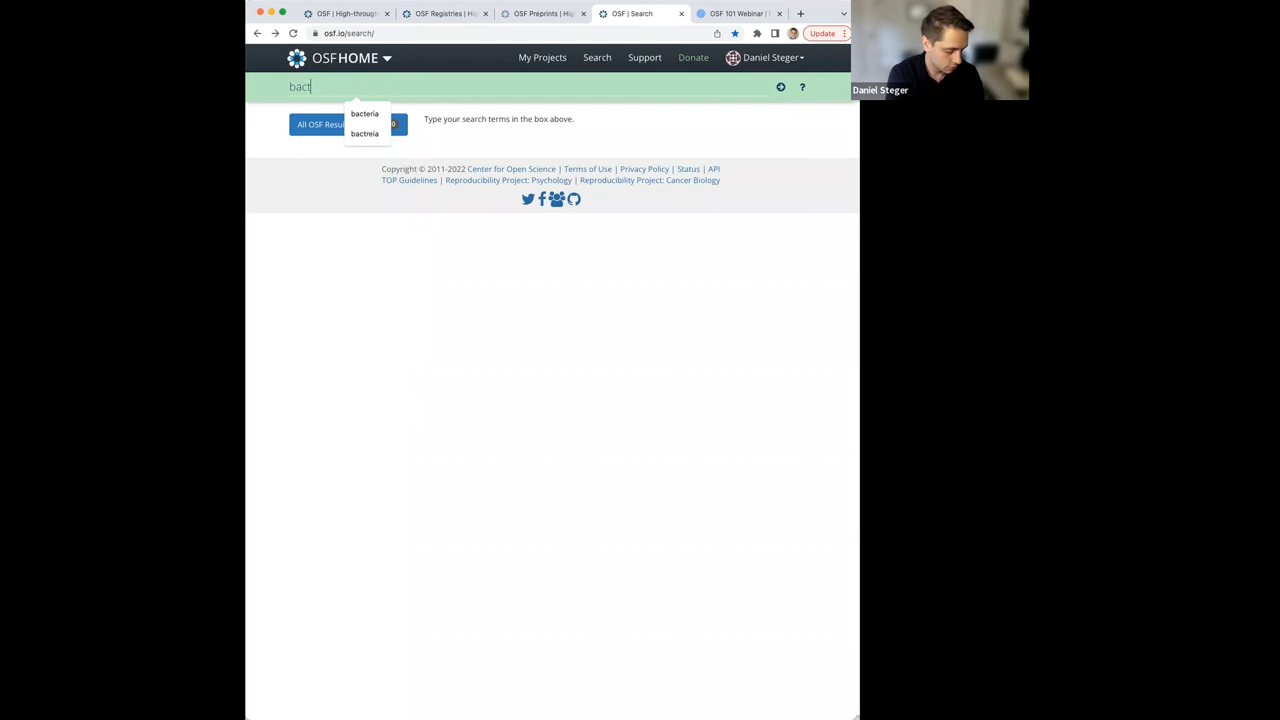 OSF | High-through
OSF Registries | Hig
OSF Preprints | Hig
OSF | Search
OSF 101 Webinar |
osf.io/search/
Update
OSFHOME
My Projects
Search
Support
Donate
Daniel Steger
bact
?
bacteria
bactreia
All OSF Resul
0
Type your search terms in the box above.
Copyright © 2011-2022 Center for Open Science | Terms of Use | Privacy Policy | Status | API
TOP Guidelines | Reproducibility Project: Psychology | Reproducibility Project: Cancer Biology
Daniel Steger